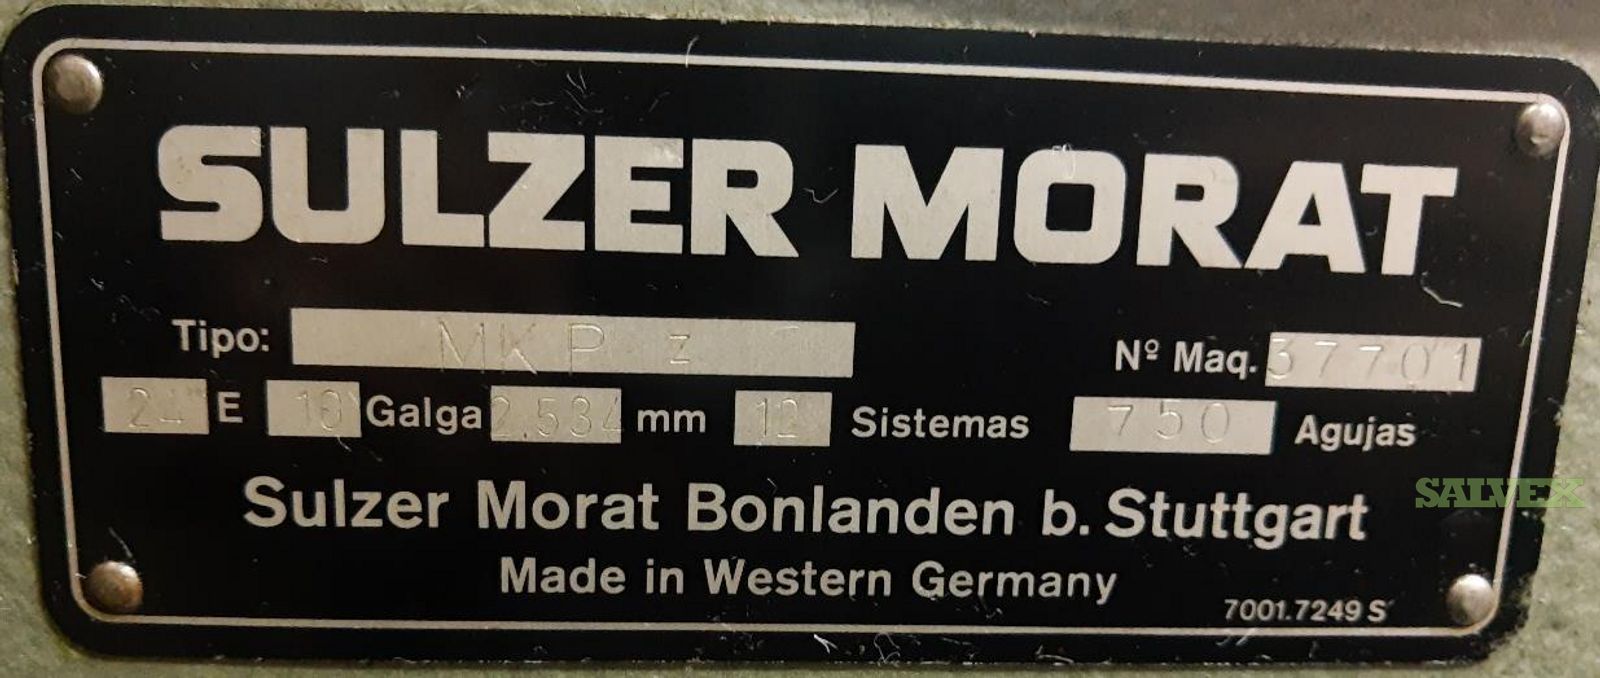 SULZER MORAT
Tipo: MKP z Nº Maq. 37701
24" E 10 Galga 2.534 mm 12 Sistemas 750 Agujas
SALVEX
Sulzer Morat Bonlanden b. Stuttgart
Made in Western Germany
7001.7249 S